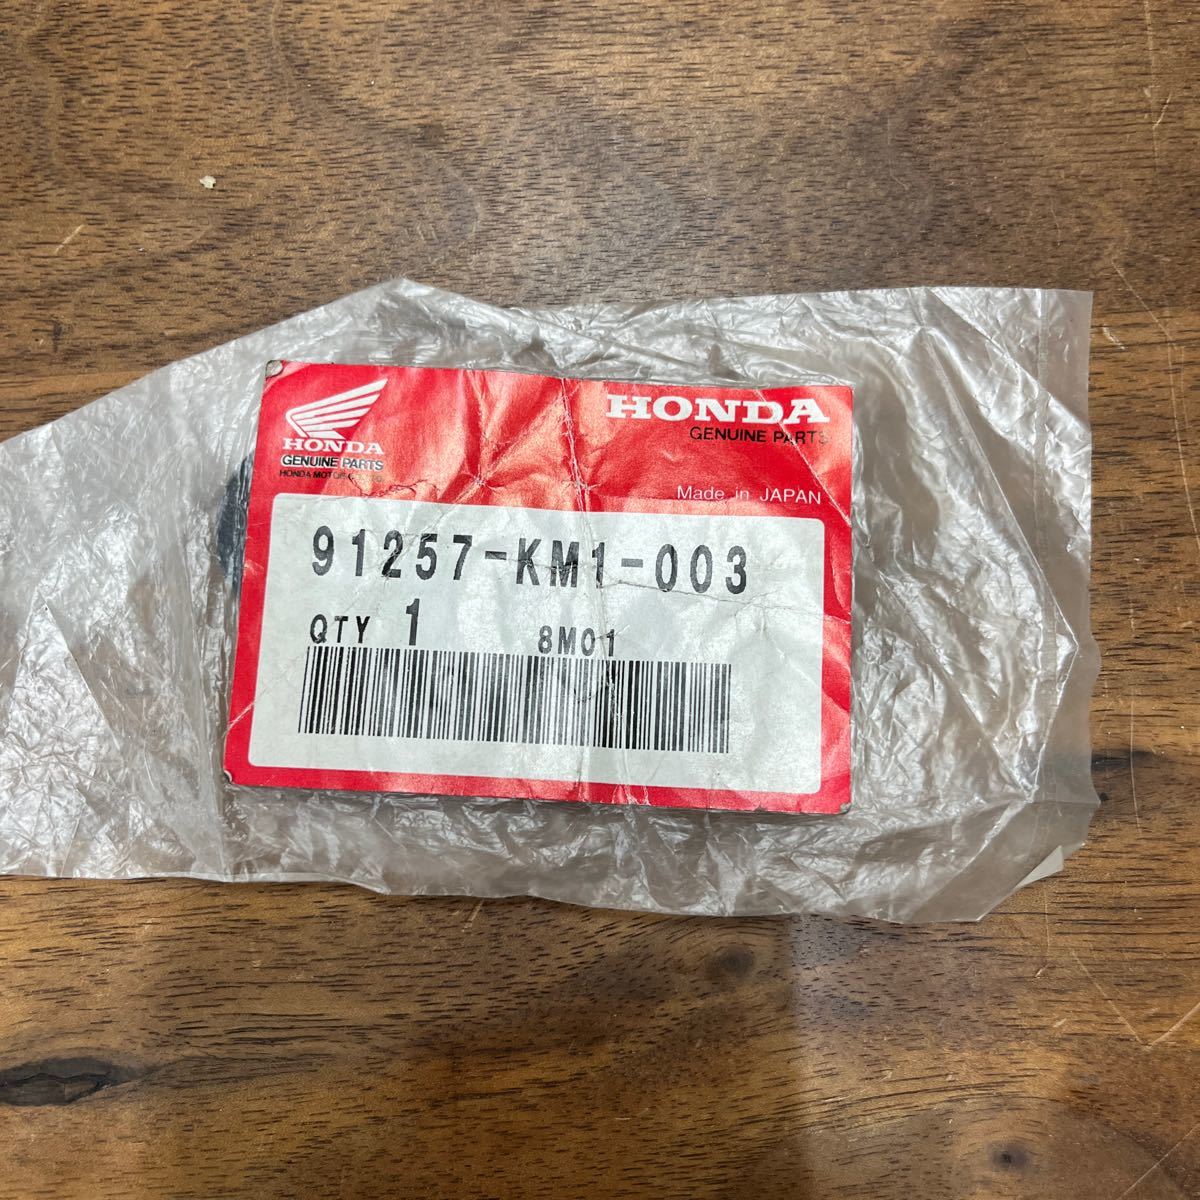 HONDA
GENUINE PARTS
HONDA
GENUINE PARTS
Made in JAPAN
91257-KM1-003
QTY 1 8M01